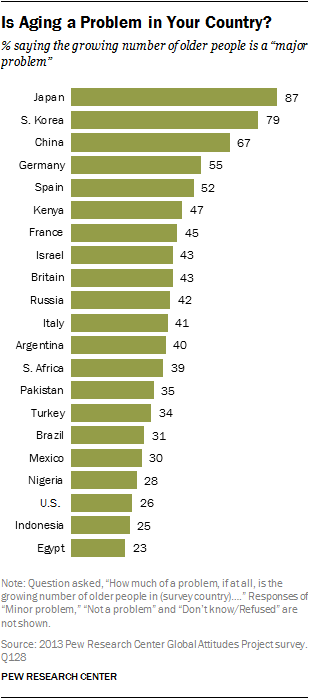 Is Aging a Problem in Your Country?
% saying the growing number of older people is a “major
problem”
Japan 87
S. Korea 79
China 67
Germany 55
Spain 52
Kenya 47
France 45
Israel 43
Britain 43
Russia 42
Italy 41
Argentina 40
S. Africa 39
Pakistan 35
Turkey 34
Brazil 31
Mexico 30
Nigeria 28
U.S. 26
Indonesia 25
Egypt 23
Note: Question asked, “How much of a problem, if at all, is the
growing number of older people in (survey country)....” Responses of
“Minor problem,” “Not a problem” and “Don’t know/Refused” are
not shown.
Source: 2013 Pew Research Center Global Attitudes Project survey.
Q128
PEW RESEARCH CENTER